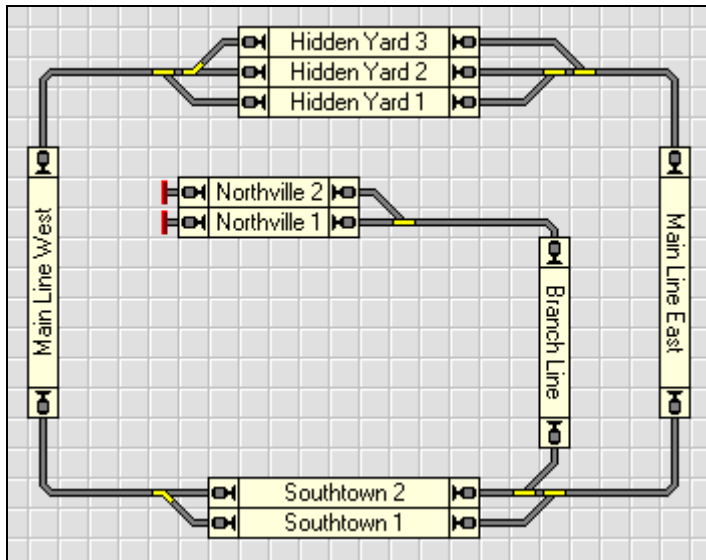 Hidden Yard 3
Hidden Yard 2
Hidden Yard 1
Northville 2
Northville 1
Main Line West
Branch Line
Main Line East
Southtown 2
Southtown 1